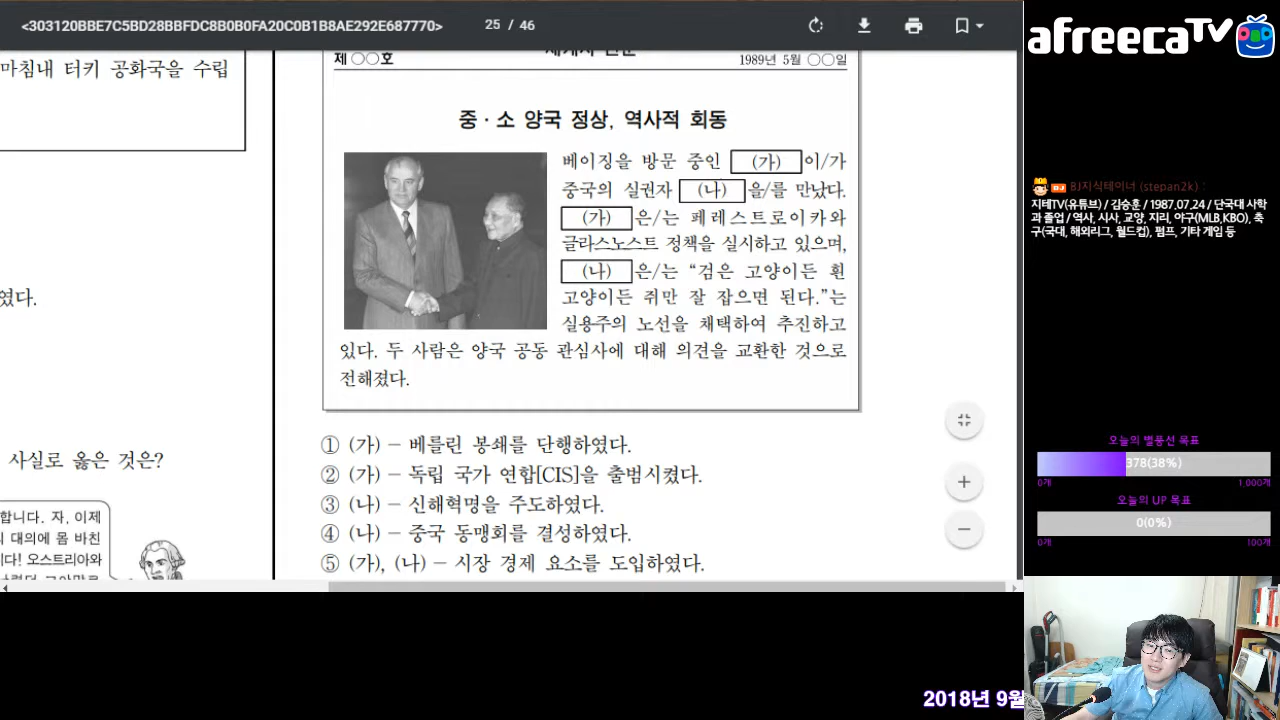 <303120BBE7C5BD28BBFDC8B0B0FA20C0B1B8AE292E687770>
25 / 46
afreecaTV
마침내 터키 공화국을 수립
제 ○○호
1989년 5월 ○○일
중·소 양국 정상, 역사적 회동
베이징을 방문 중인 (가) 이/가
중국의 실권자 (나) 을/를 만났다.
(가) 은/는 페레스트로이카와
글라스노스트 정책을 실시하고 있으며,
(나) 은/는 “검은 고양이든 흰
고양이든 쥐만 잘 잡으면 된다.”는
실용주의 노선을 채택하여 추진하고
있다. 두 사람은 양국 공동 관심사에 대해 의견을 교환한 것으로
전해졌다.
① (가) - 베를린 봉쇄를 단행하였다.
② (가) - 독립 국가 연합[CIS]을 출범시켰다.
③ (나) - 신해혁명을 주도하였다.
④ (나) - 중국 동맹회를 결성하였다.
⑤ (가), (나) - 시장 경제 요소를 도입하였다.
였다.
사실로 옳은 것은?
합니다. 자, 이제
대의에 몸 바친
니다! 오스트리아와
BJ지식테이너 (stepan2k) :
지테TV(유튜브) / 김승훈 / 1987.07.24 / 단국대 사학
과 졸업 / 역사, 시사, 교양, 지리, 야구(MLB,KBO), 축
구(국대, 해외리그, 월드컵), 펌프, 기타 게임 등
오늘의 별풍선 목표
378(38%)
0개 1,000개
오늘의 UP 목표
0(0%)
0개 100개
2018년 9월